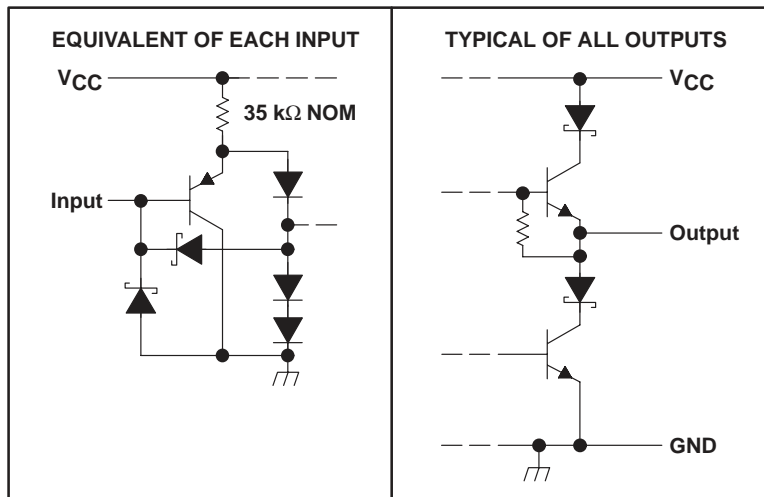 EQUIVALENT OF EACH INPUT
VCC
35 kΩ NOM
Input
TYPICAL OF ALL OUTPUTS
VCC
Output
GND